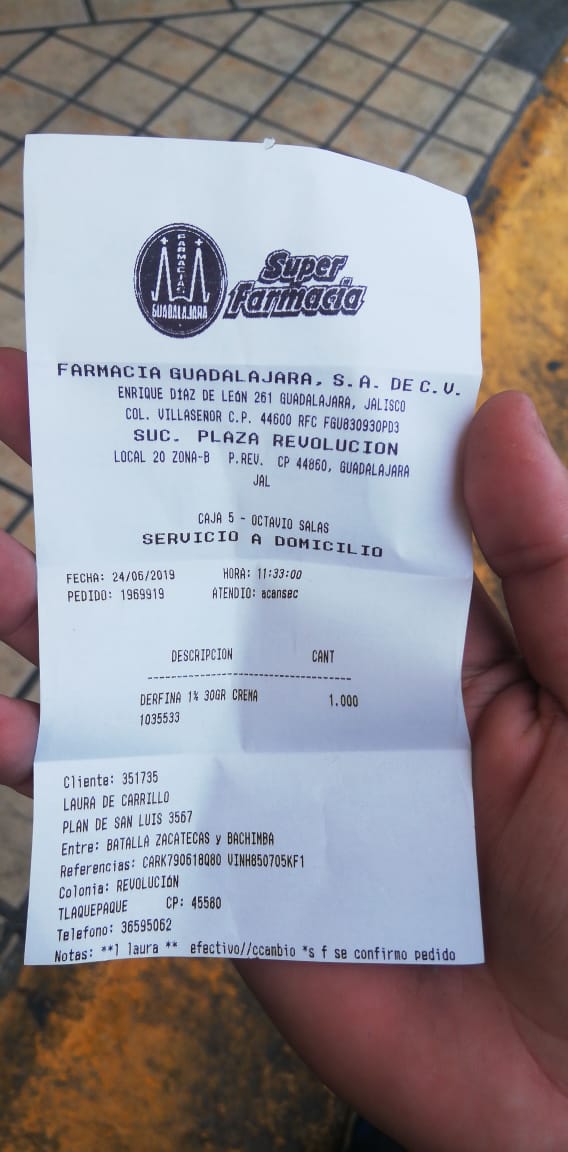 FARMACIAS
GUADALAJARA
Super
Farmacia
FARMACIA GUADALAJARA, S.A. DE C.V.
ENRIQUE DÍAZ DE LEÓN 261 GUADALAJARA, JALISCO
COL. VILLASEÑOR C.P. 44600 RFC FGU830930PD3
SUC. PLAZA REVOLUCION
LOCAL 20 ZONA-B P.REV. CP 44860, GUADALAJARA
JAL
CAJA 5 - OCTAVIO SALAS
SERVICIO A DOMICILIO
FECHA: 24/06/2019 HORA: 11:33:00
PEDIDO: 1969919 ATENDIO: acansec
DESCRIPCION CANT
------------------------------------
DERFINA 1% 30GR CREMA 1.000
1035533
Cliente: 351735
LAURA DE CARRILLO
PLAN DE SAN LUIS 3567
Entre: BATALLA ZACATECAS y BACHIMBA
Referencias: CARK790618Q80 VINH850705KF1
Colonia: REVOLUCIÓN
TLAQUEPAQUE CP: 45580
Telefono: 36595062
Notas: **l laura ** efectivo//ccambio *s f se confirmo pedido